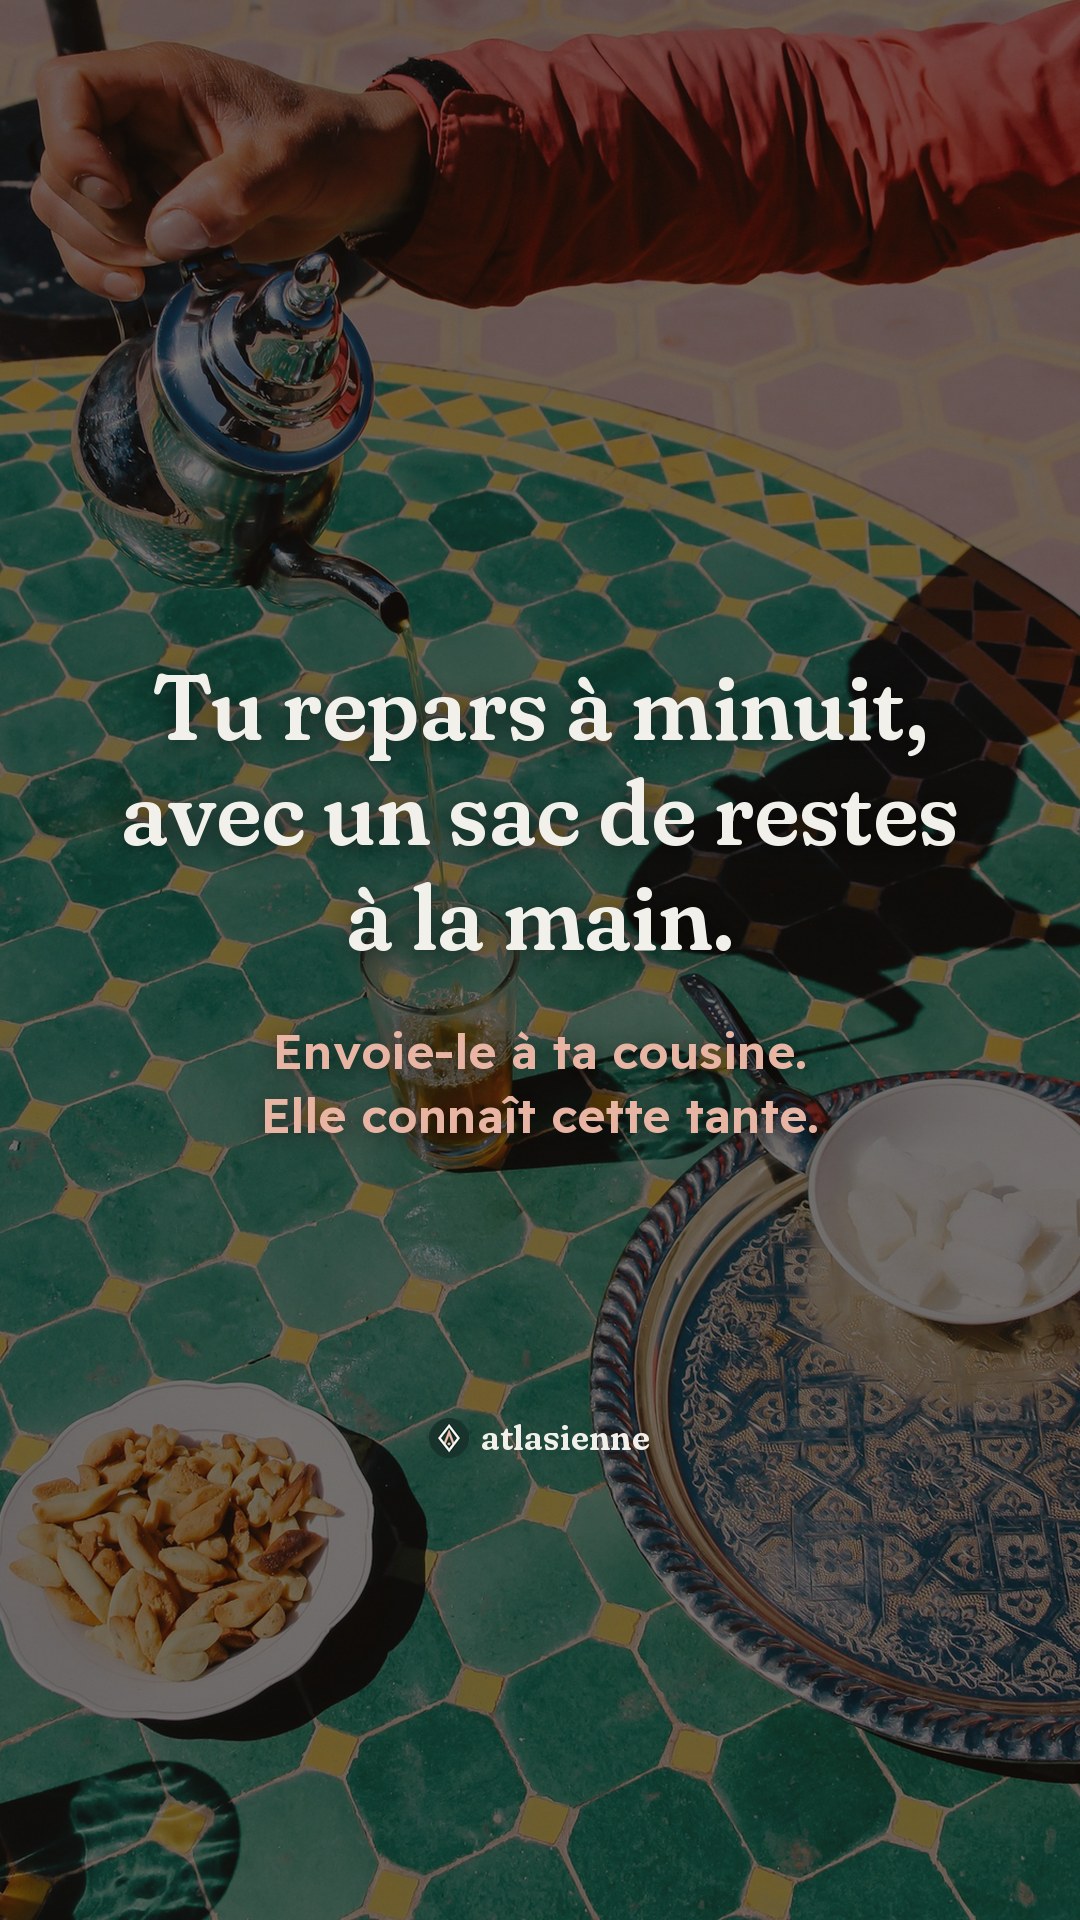 Tu repars à minuit,
avec un sac de restes
à la main.
Envoie-le à ta cousine.
Elle connaît cette tante.
atlasienne